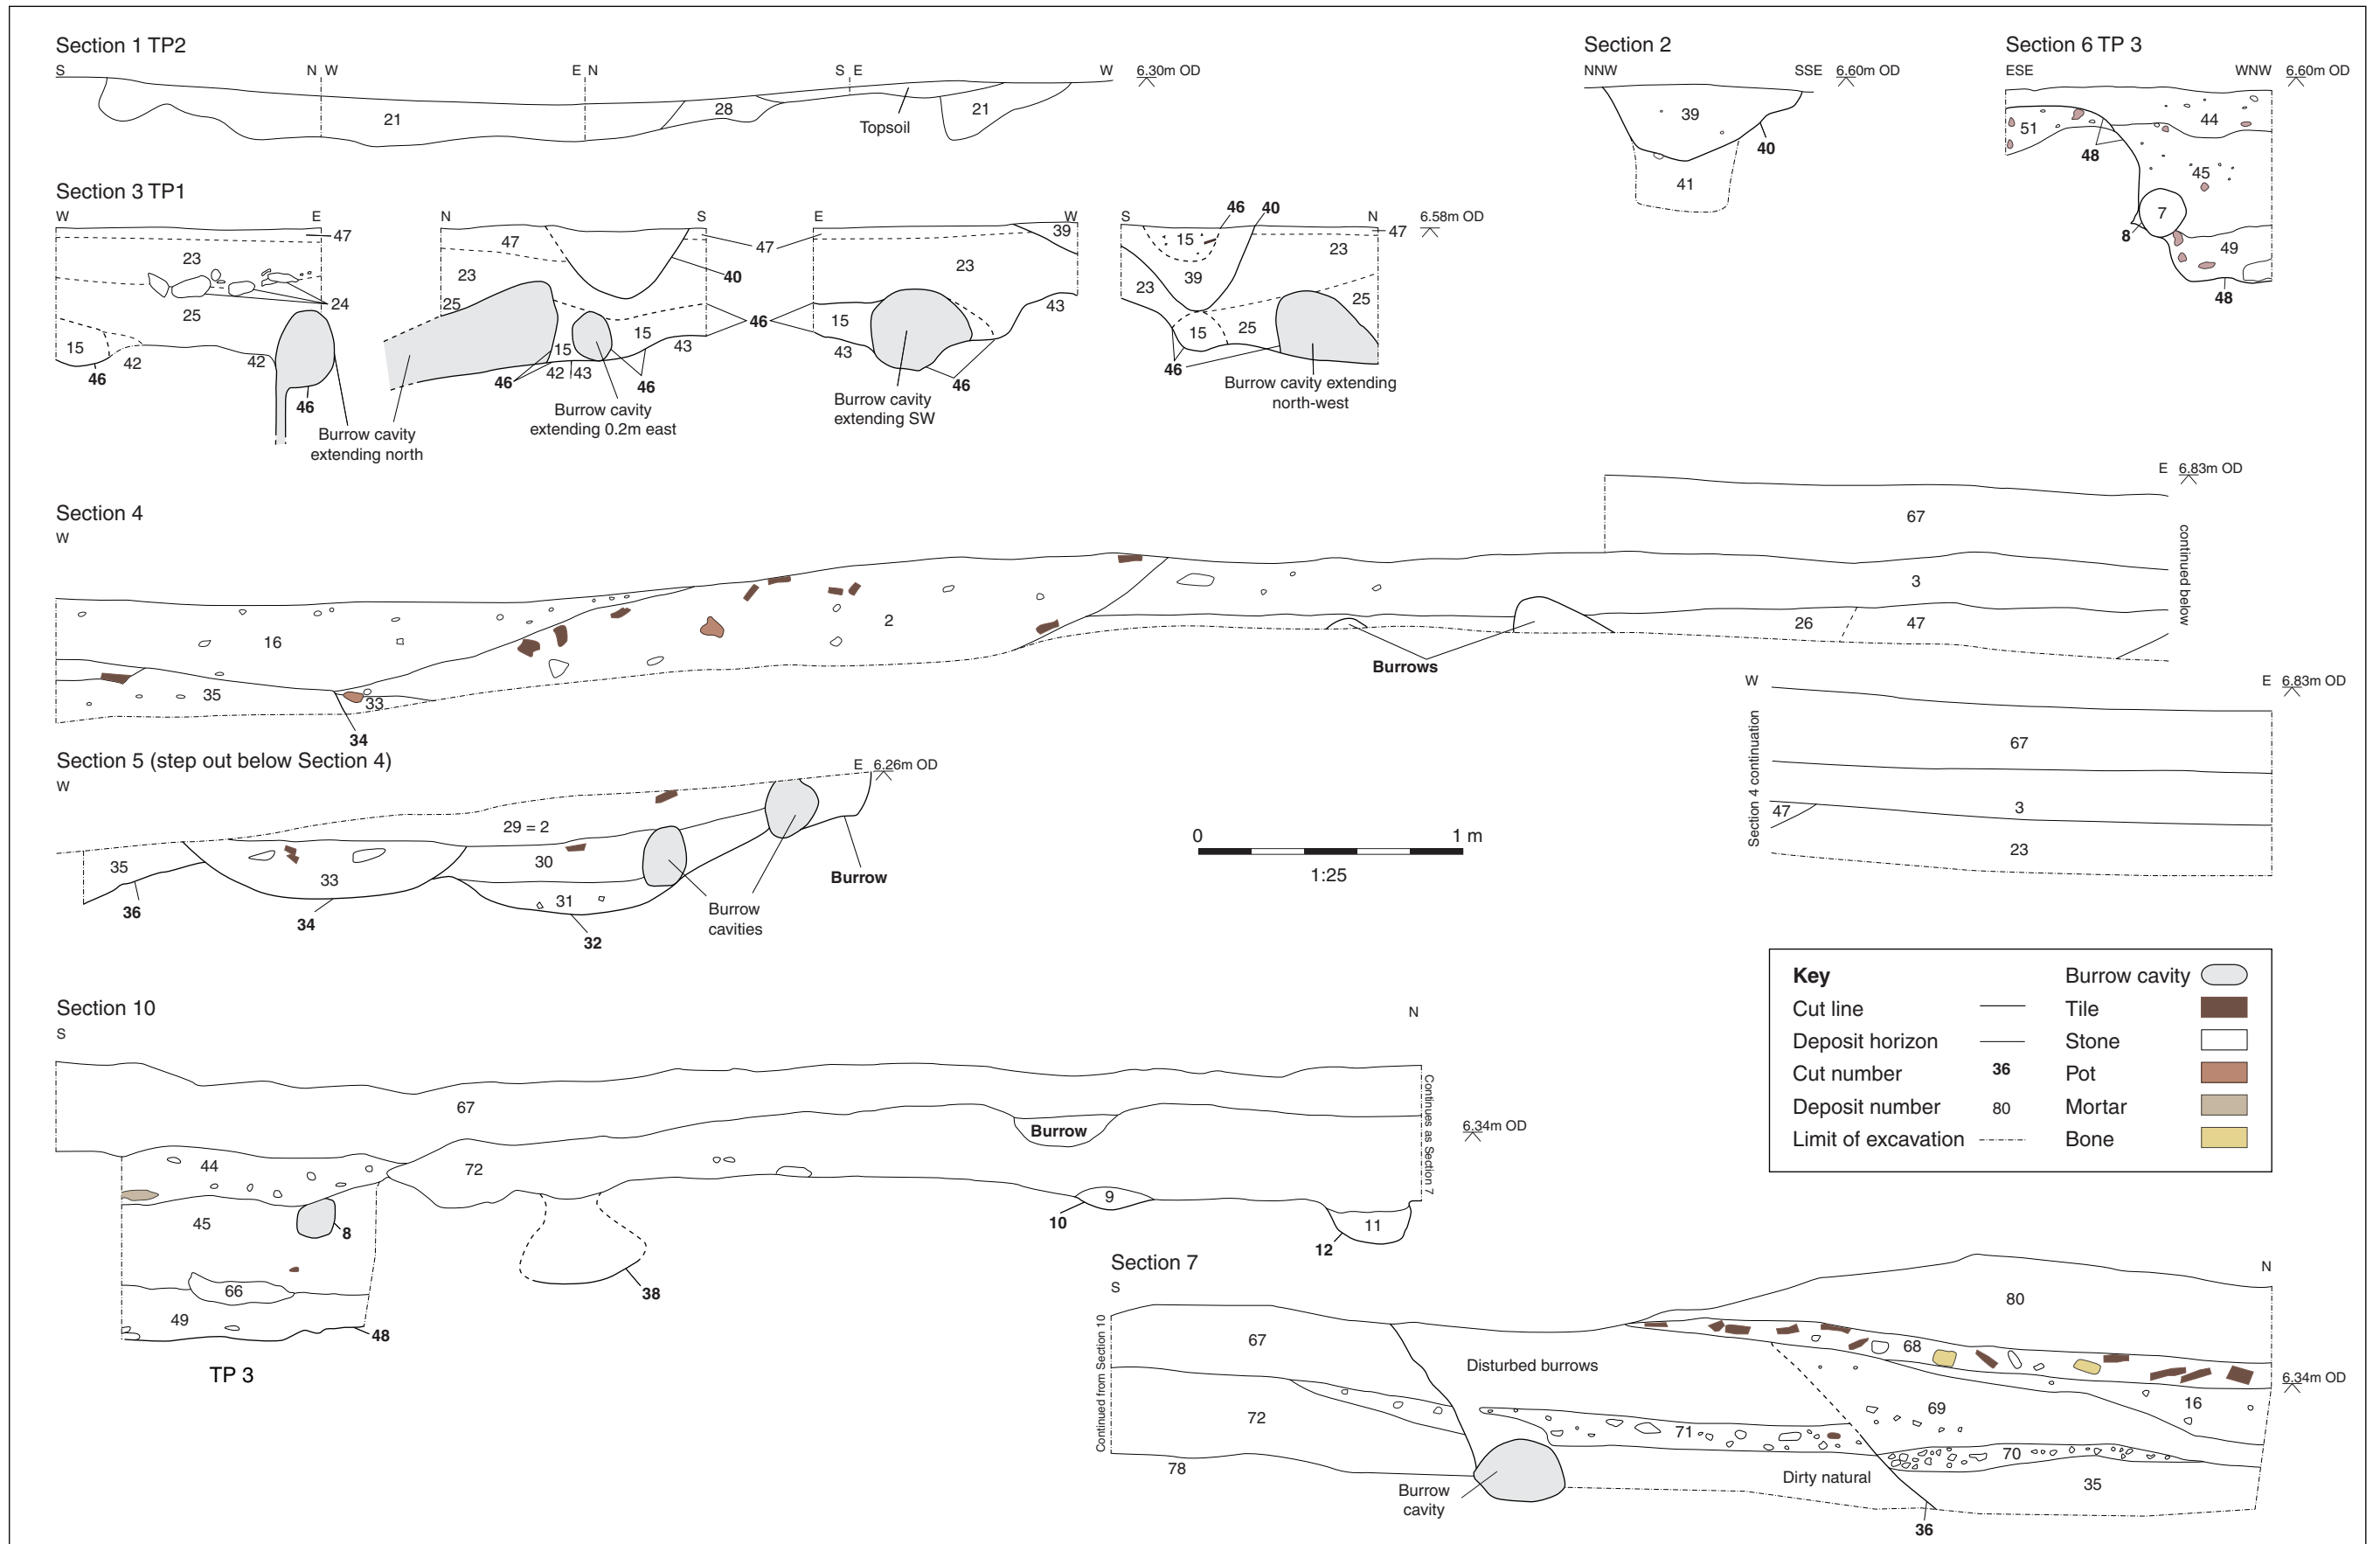 Section 1 TP2
S N W E N S E W 6.30m OD
21 28 Topsoil 21
Section 2
NNW SSE 6.60m OD
39
40
41
Section 6 TP 3
ESE WNW 6.60m OD
51 44
48
45
7
8
49
48
Section 3 TP1
W E
47
23
24
25
15 42 42
46
46
Burrow cavity
extending north
N S
47 47
23 40
25
15 15 43 46
46 42 43 46
Burrow cavity
extending 0.2m east
E W
39
23
15 43
43
46
Burrow cavity
extending SW
S 46 40 N 6.58m OD
15 47
23
39
23 25
15 25
46
Burrow cavity extending
north-west
Section 4
W
E 6.83m OD
67
continued below
3
16 2 26 47
Burrows
35 33
34
W E 6.83m OD
Section 4 continuation
67
3
47
23
Section 5 (step out below Section 4)
W E 6.26m OD
29 = 2
35 30
33
31
36
34
32
Burrow
Burrow
cavities
0 1 m
1:25
Key
Cut line
Deposit horizon
Cut number 36
Deposit number 80
Limit of excavation
Burrow cavity
Tile
Stone
Pot
Mortar
Bone
Section 10
S N
67
Burrow
Continues as Section 7
6.34m OD
44 72
45
8
9
10
11
12
66
38
49
48
TP 3
Section 7
S N
Continued from Section 10
80
67
Disturbed burrows
68
6.34m OD
72
69 16
71
70
78
Dirty natural
35
Burrow
cavity
36